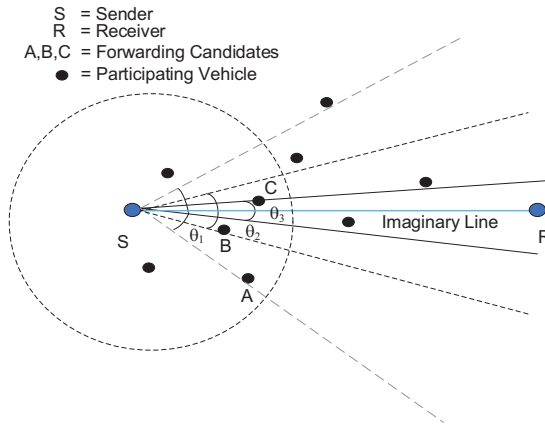 S = Sender
R = Receiver
A,B,C = Forwarding Candidates
= Participating Vehicle
C
θ3
Imaginary Line
S
θ1
B
θ2
R
A